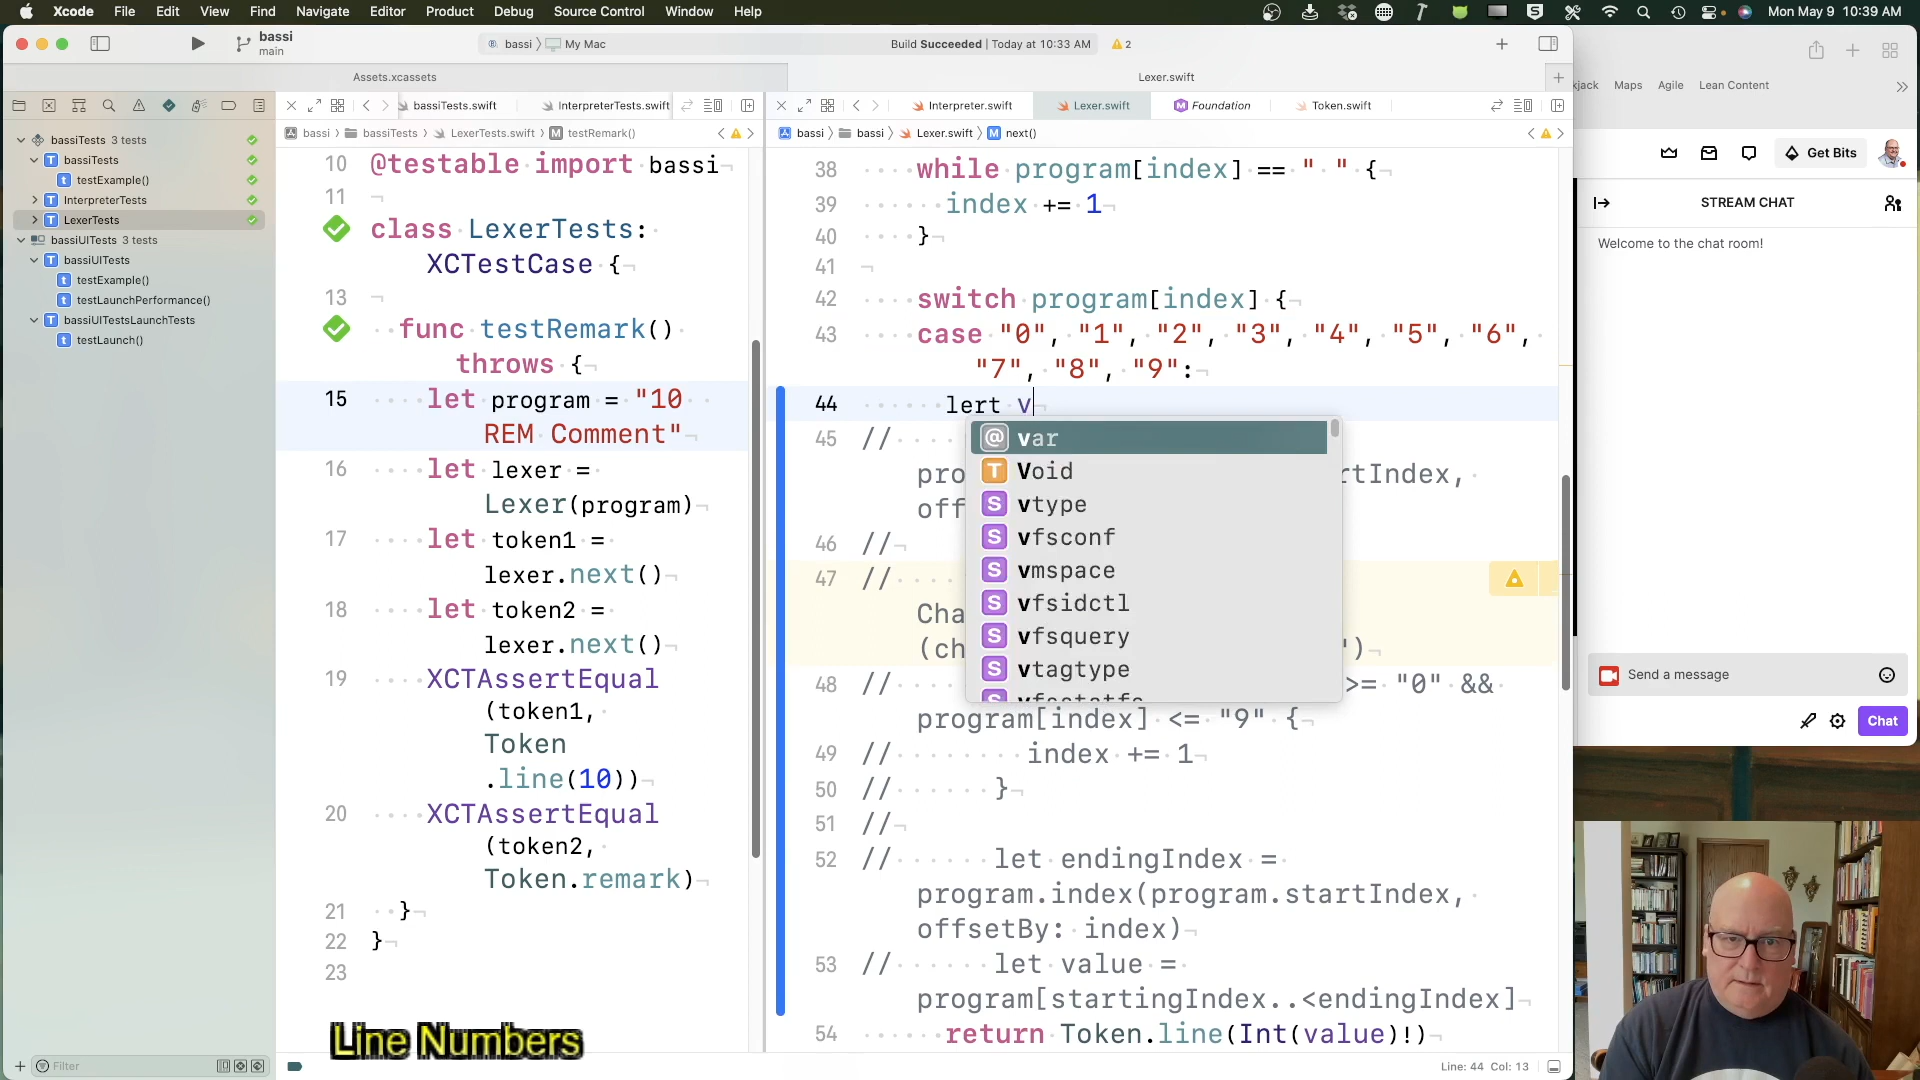 Xcode File Edit View Find Navigate Editor Product Debug Source Control Window Help
Mon May 9 10:39 AM
bassi
main
bassi 〉 My Mac
Build Succeeded | Today at 10:33 AM
2
Assets.xcassets
Lexer.swift
bassiTests.swift
InterpreterTests.swift
Interpreter.swift
Lexer.swift
Foundation
Token.swift
bassi 〉 bassiTests 〉 LexerTests.swift 〉 M testRemark()
bassi 〉 bassi 〉 Lexer.swift 〉 M next()
bassiTests 3 tests
T bassiTests
t testExample()
T InterpreterTests
T LexerTests
bassiUITests 3 tests
T bassiUITests
t testExample()
t testLaunchPerformance()
T bassiUITestsLaunchTests
t testLaunch()
Filter
10 @testable import bassi¬
11 ¬
class LexerTests:
XCTestCase {¬
13 ¬
func testRemark()
throws {¬
15 let program = "10
REM Comment"¬
16 let lexer =
Lexer(program)¬
17 let token1 =
lexer.next()¬
18 let token2 =
lexer.next()¬
19 XCTAssertEqual
(token1,
Token
.line(10))¬
20 XCTAssertEqual
(token2,
Token.remark)¬
21 }¬
22 }¬
23
Line Numbers
38 while program[index] == " " {¬
39 index += 1¬
40 }¬
41 ¬
42 switch program[index] {¬
43 case "0", "1", "2", "3", "4", "5", "6",
"7", "8", "9":¬
44 lert v¬
45 //
pro
rtIndex,
off
46 //¬
47 //
Cha
(ch
")¬
48 //
>= "0" &&
program[index] <= "9" {¬
49 // index += 1¬
50 // }¬
51 //¬
52 // let endingIndex =
program.index(program.startIndex,
offsetBy: index)¬
53 // let value =
program[startingIndex..<endingIndex]¬
54 return Token.line(Int(value)!)¬
@ var
T Void
S vtype
S vfsconf
S vmspace
S vfsidctl
S vfsquery
S vtagtype
Line: 44 Col: 13
Maps
Agile
Lean Content
Get Bits
STREAM CHAT
Welcome to the chat room!
Send a message
Chat